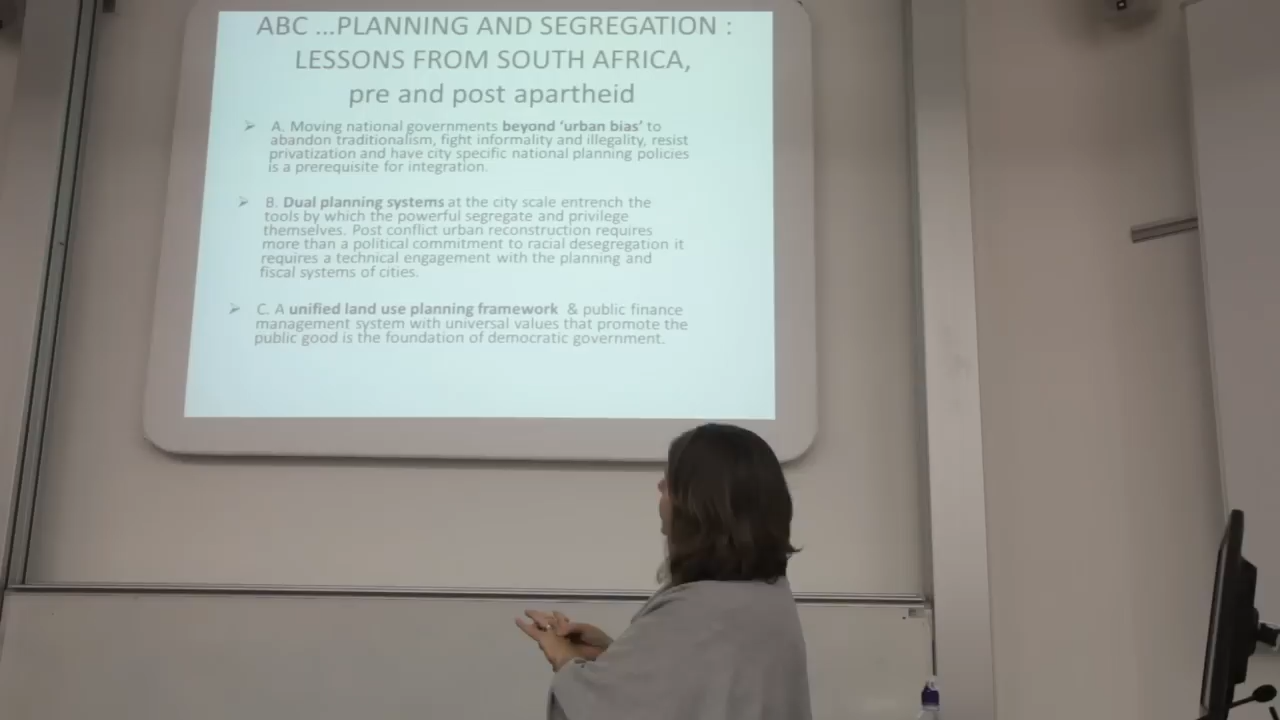 ABC ...PLANNING AND SEGREGATION :
LESSONS FROM SOUTH AFRICA,
pre and post apartheid
A. Moving national governments beyond ‘urban bias’ to
abandon traditionalism, fight informality and illegality, resist
privatization and have city specific national planning policies
is a prerequisite for integration.
B. Dual planning systems at the city scale entrench the
tools by which the powerful segregate and privilege
themselves. Post conflict urban reconstruction requires
more than a political commitment to racial desegregation it
requires a technical engagement with the planning and
fiscal systems of cities.
C. A unified land use planning framework & public finance
management system with universal values that promote the
public good is the foundation of democratic government.